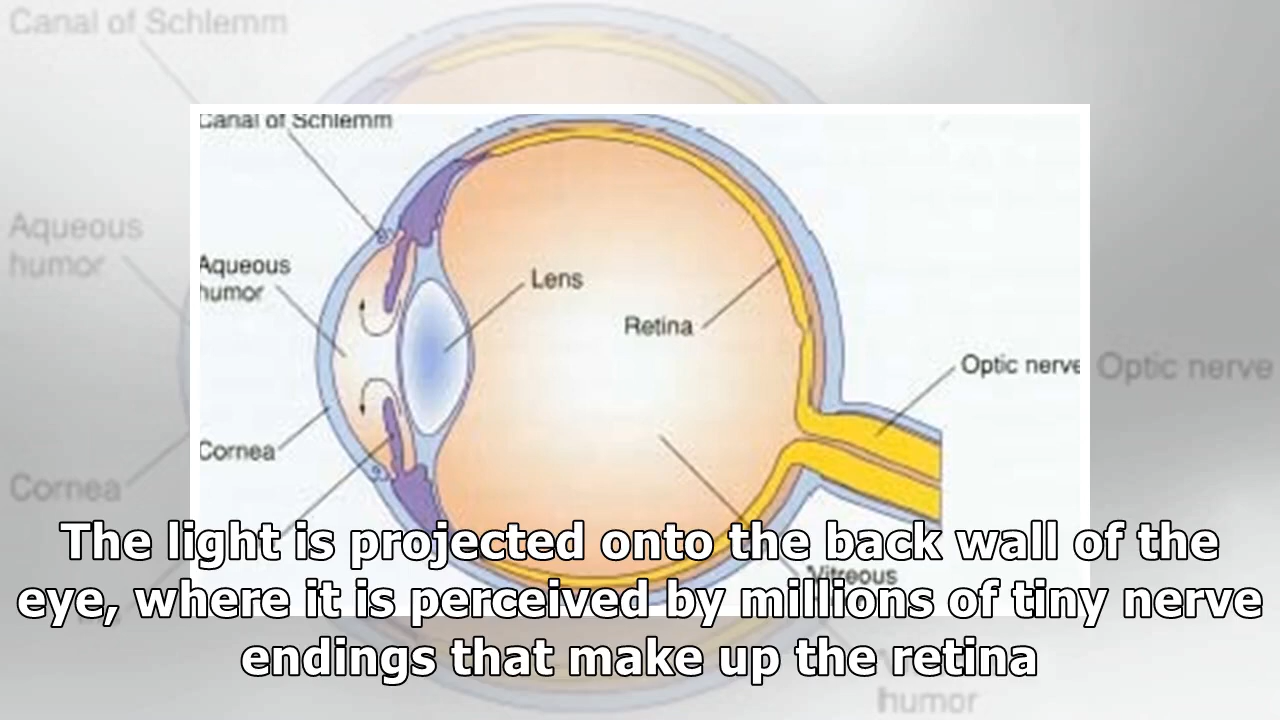 Canal of Schlemm
Canal of Schlemm
Aqueous
humor
Aqueous
humor
Lens
Retina
Optic nerve
Optic nerve
Cornea
Cornea
The light is projected onto the back wall of the
Vitreous
eye, where it is perceived by millions of tiny nerve
endings that make up the retina
humor